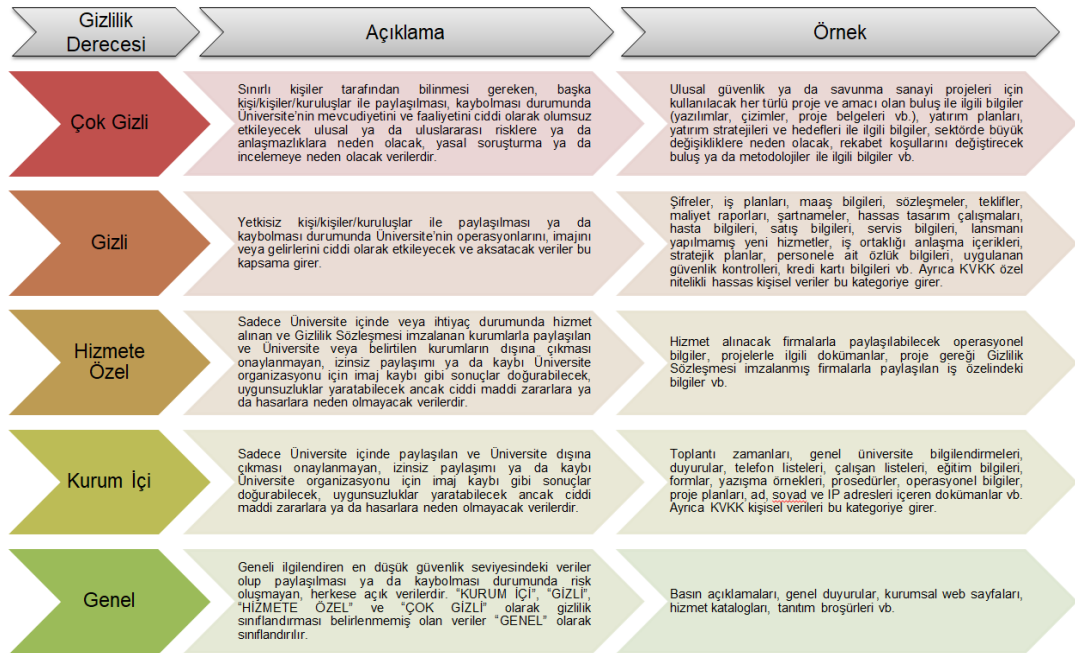 Gizlilik
Derecesi
Açıklama
Örnek
Çok Gizli
Sınırlı kişiler tarafından bilinmesi gereken, başka
kişi/kişiler/kuruluşlar ile paylaşılması, kaybolması durumunda
Üniversite'nin mevcudiyetini ve faaliyetini ciddi olarak olumsuz
etkileyecek ulusal ya da uluslararası risklere ya da
anlaşmazlıklara neden olacak, yasal soruşturma ya da
incelemeye neden olacak verilerdir.
Ulusal güvenlik ya da savunma sanayi projeleri için
kullanılacak her türlü proje ve amacı olan buluş ile ilgili bilgiler
(yazılımlar, çizimler, proje belgeleri vb.), yatırım planları,
yatırım stratejileri ve hedefleri ile ilgili bilgiler, sektörde büyük
değişikliklere neden olacak, rekabet koşullarını değiştirecek
buluş ya da metodolojiler ile ilgili bilgiler vb.
Gizli
Yetkisiz kişi/kişiler/kuruluşlar ile paylaşılması ya da
kaybolması durumunda Üniversite'nin operasyonlarını, imajını
veya gelirlerini ciddi olarak etkileyecek ve aksatacak veriler bu
kapsama girer.
Şifreler, iş planları, maaş bilgileri, sözleşmeler, teklifler,
maliyet raporları, şartnameler, hassas tasarım çalışmaları,
hasta bilgileri, satış bilgileri, servis bilgileri, lansmanı
yapılmamış yeni hizmetler, iş ortaklığı anlaşma içerikleri,
stratejik planlar, personele ait özlük bilgileri, uygulanan
güvenlik kontrolleri, kredi kartı bilgileri vb. Ayrıca KVKK özel
nitelikli hassas kişisel veriler bu kategoriye girer.
Hizmete
Özel
Sadece Üniversite içinde veya ihtiyaç durumunda hizmet
alınan ve Gizlilik Sözleşmesi imzalanan kurumlarla paylaşılan
ve Üniversite veya belirtilen kurumların dışına çıkması
onaylanmayan, izinsiz paylaşımı ya da kaybı Üniversite
organizasyonu için imaj kaybı gibi sonuçlar doğurabilecek,
uygunsuzluklar yaratabilecek ancak ciddi maddi zararlara ya
da hasarlara neden olmayacak verilerdir.
Hizmet alınacak firmalarla paylaşılabilecek operasyonel
bilgiler, projelerle ilgili dokümanlar, proje gereği Gizlilik
Sözleşmesi imzalanmış firmalarla paylaşılan iş özelindeki
bilgiler vb.
Kurum İçi
Sadece Üniversite içinde paylaşılan ve Üniversite dışına
çıkması onaylanmayan, izinsiz paylaşımı ya da kaybı
Üniversite organizasyonu için imaj kaybı gibi sonuçlar
doğurabilecek, uygunsuzluklar yaratabilecek ancak ciddi
maddi zararlara ya da hasarlara neden olmayacak verilerdir.
Toplantı zamanları, genel üniversite bilgilendirmeleri,
duyurular, telefon listeleri, çalışan listeleri, eğitim bilgileri,
formlar, yazışma örnekleri, prosedürler, operasyonel bilgiler,
proje planları, ad, soyad ve IP adresleri içeren dokümanlar vb.
Ayrıca KVKK kişisel verileri bu kategoriye girer.
Genel
Geneli ilgilendiren en düşük güvenlik seviyesindeki veriler
olup paylaşılması ya da kaybolması durumunda risk
oluşmayan, herkese açık verilerdir. "KURUM İÇİ", "GİZLİ",
"HİZMETE ÖZEL" ve "ÇOK GİZLİ" olarak gizlilik
sınıflandırması belirlenmemiş olan veriler "GENEL" olarak
sınıflandırılır.
Basın açıklamaları, genel duyurular, kurumsal web sayfaları,
hizmet katalogları, tanıtım broşürleri vb.